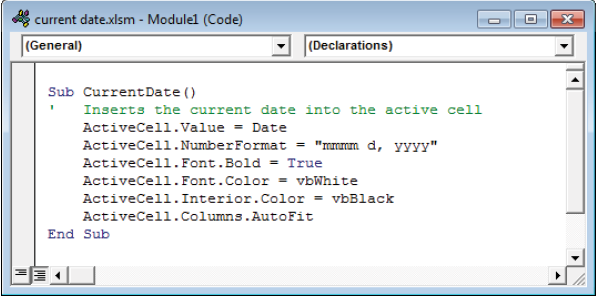 current date.xlsm - Module1 (Code)
(General) (Declarations)
Sub CurrentDate()
'   Inserts the current date into the active cell
    ActiveCell.Value = Date
    ActiveCell.NumberFormat = "mmmm d, yyyy"
    ActiveCell.Font.Bold = True
    ActiveCell.Font.Color = vbWhite
    ActiveCell.Interior.Color = vbBlack
    ActiveCell.Columns.AutoFit
End Sub